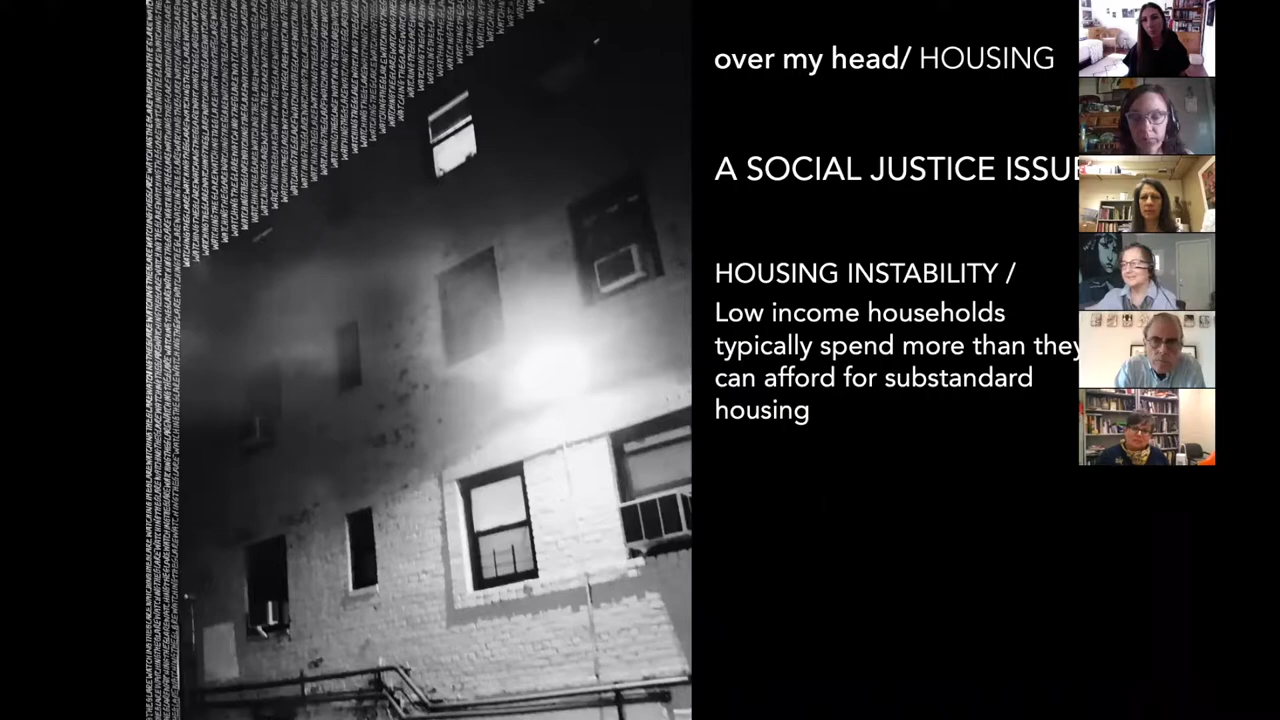 over my head/ HOUSING
A SOCIAL JUSTICE ISSUE
HOUSING INSTABILITY /
Low income households
typically spend more than they
can afford for substandard
housing
WATCHINGTHEGLAREWATCHINGTHEGLAREWATCHINGTHEGLARE